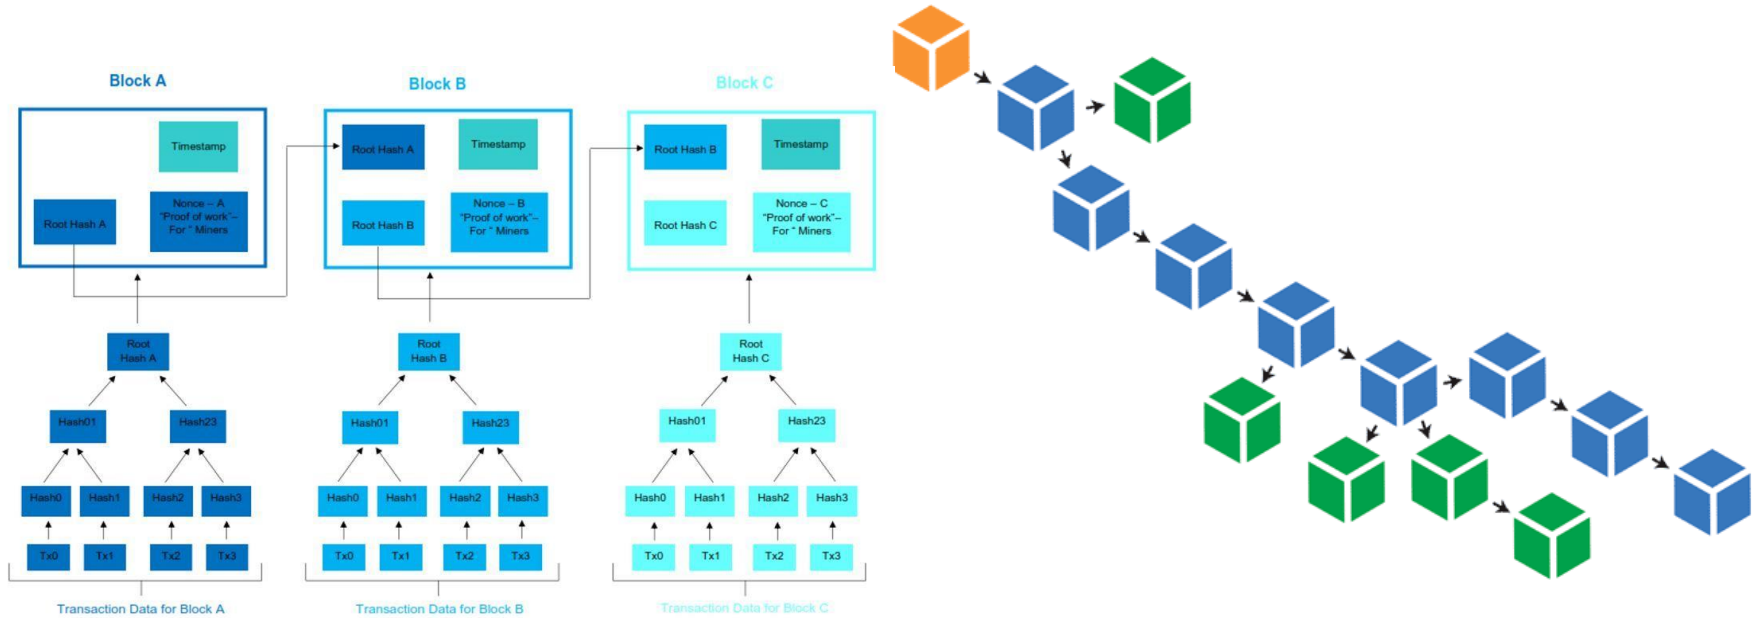 Block A
Timestamp
Root Hash A
Nonce – A
"Proof of work"–
For " Miners
Root
Hash A
Hash01
Hash23
Hash0
Hash1
Hash2
Hash3
Tx0
Tx1
Tx2
Tx3
Transaction Data for Block A
Block B
Root Hash A
Timestamp
Root Hash B
Nonce – B
"Proof of work"–
For " Miners
Root
Hash B
Hash01
Hash23
Hash0
Hash1
Hash2
Hash3
Tx0
Tx1
Tx2
Tx3
Transaction Data for Block B
Block C
Root Hash B
Timestamp
Root Hash C
Nonce – C
"Proof of work"–
For " Miners
Root
Hash C
Hash01
Hash23
Hash0
Hash1
Hash2
Hash3
Tx0
Tx1
Tx2
Tx3
Transaction Data for Block C